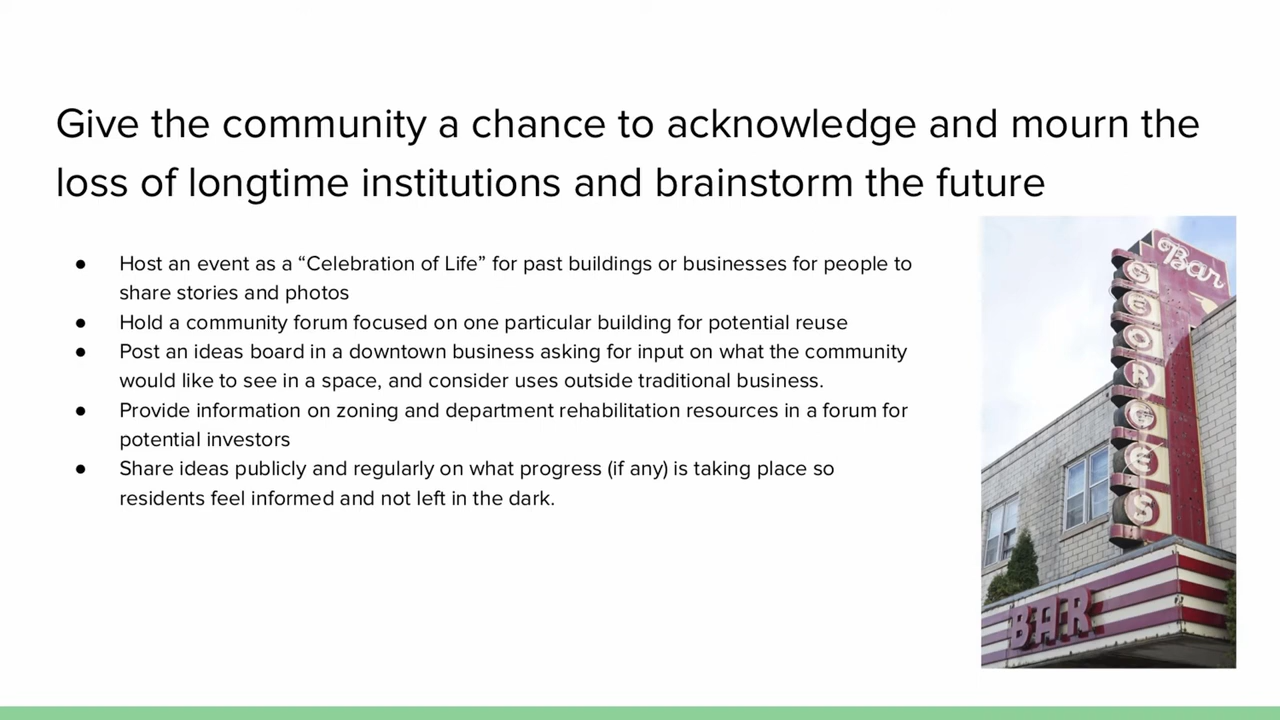 Give the community a chance to acknowledge and mourn the
loss of longtime institutions and brainstorm the future
● Host an event as a “Celebration of Life” for past buildings or businesses for people to
share stories and photos
● Hold a community forum focused on one particular building for potential reuse
● Post an ideas board in a downtown business asking for input on what the community
would like to see in a space, and consider uses outside traditional business.
● Provide information on zoning and department rehabilitation resources in a forum for
potential investors
● Share ideas publicly and regularly on what progress (if any) is taking place so
residents feel informed and not left in the dark.
Bar
GEORGES
BAR